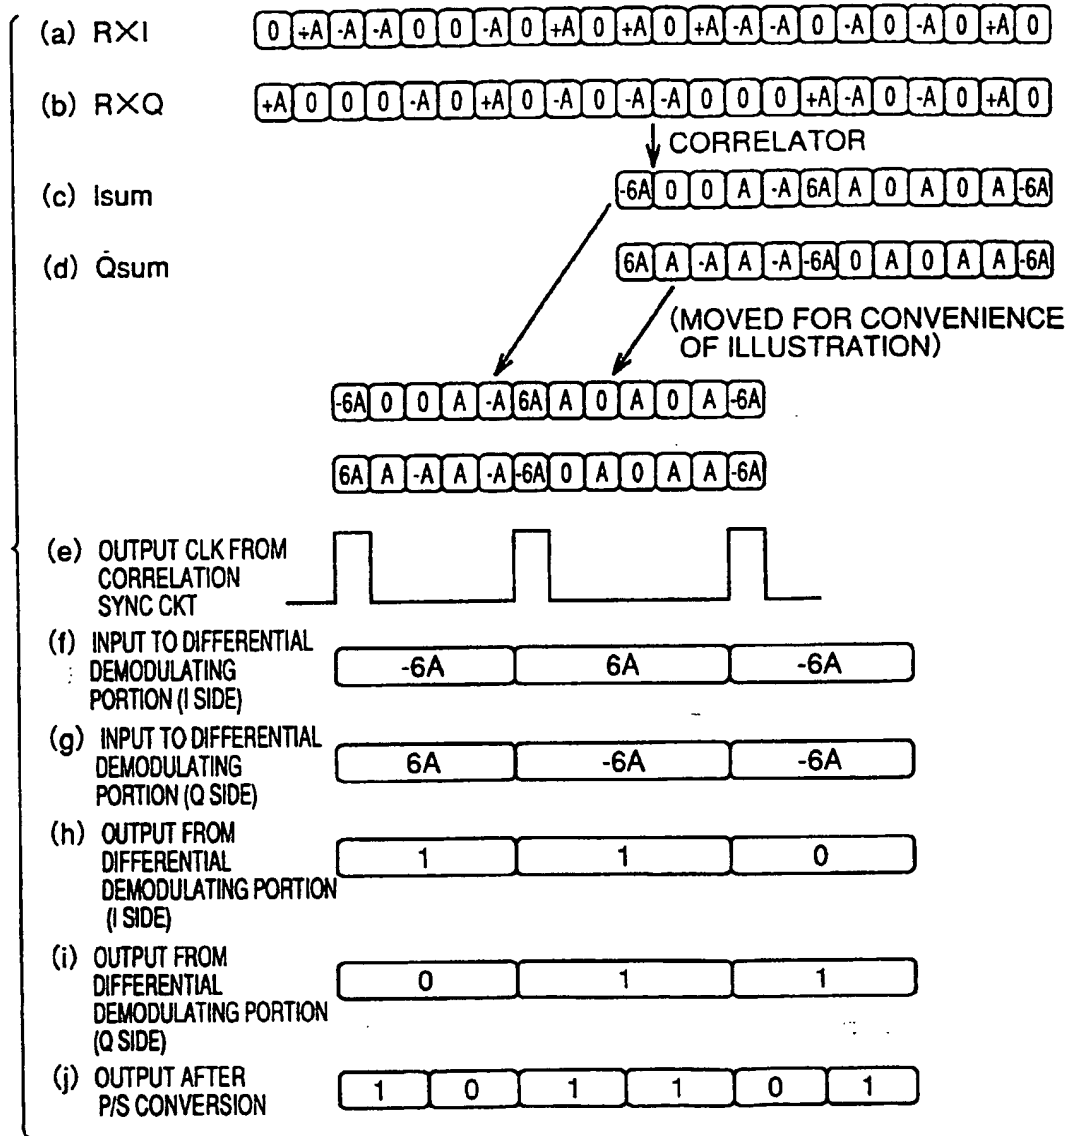 (a) RXI 0 +A -A -A 0 0 -A 0 +A 0 +A 0 +A -A -A 0 -A 0 -A 0 +A 0
(b) RXQ +A 0 0 0 -A 0 +A 0 -A 0 -A -A 0 0 0 +A -A 0 -A 0 +A 0
CORRELATOR
(c) Isum -6A 0 0 A -A 6A A 0 A 0 A -6A
(d) Qsum 6A A -A A -A -6A 0 A 0 A A -6A
(MOVED FOR CONVENIENCE
OF ILLUSTRATION)
-6A 0 0 A -A 6A A 0 A 0 A -6A
6A A -A A -A -6A 0 A 0 A A -6A
(e) OUTPUT CLK FROM
CORRELATION
SYNC CKT
(f) INPUT TO DIFFERENTIAL
DEMODULATING
PORTION (I SIDE)
-6A 6A -6A
(g) INPUT TO DIFFERENTIAL
DEMODULATING
PORTION (Q SIDE)
6A -6A -6A
(h) OUTPUT FROM
DIFFERENTIAL
DEMODULATING PORTION
(I SIDE)
1 1 0
(i) OUTPUT FROM
DIFFERENTIAL
DEMODULATING PORTION
(Q SIDE)
0 1 1
(j) OUTPUT AFTER
P/S CONVERSION
1 0 1 1 0 1